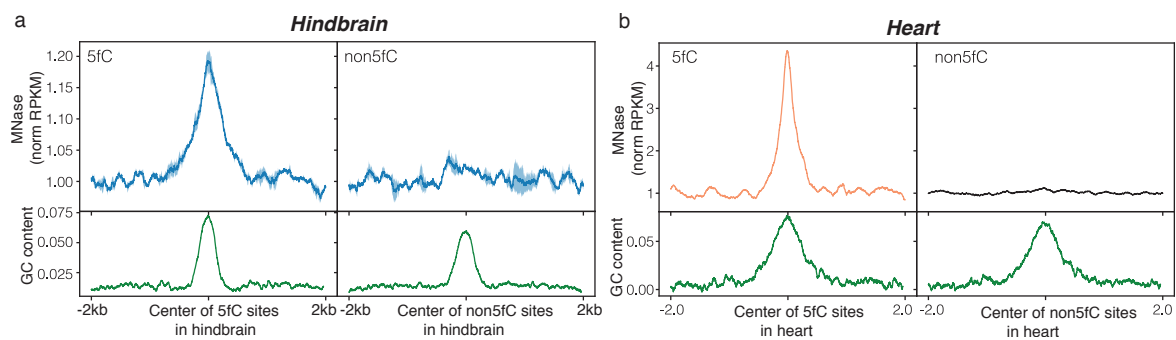 a
Hindbrain
5fC
non5fC
MNase
(norm RPKM)
1.20
1.15
1.10
1.05
1.00
GC content
0.075
0.050
0.025
-2kb
Center of 5fC sites
in hindbrain
2kb
Center of non5fC sites
in hindbrain
2kb
b
Heart
5fC
non5fC
MNase
(norm RPKM)
4
2
1
GC content
0.05
0.00
-2.0
Center of 5fC sites
in heart
2.0
-2.0
Center of non5fC sites
in heart
2.0